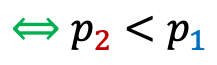 ⇔ p₂ < p₁